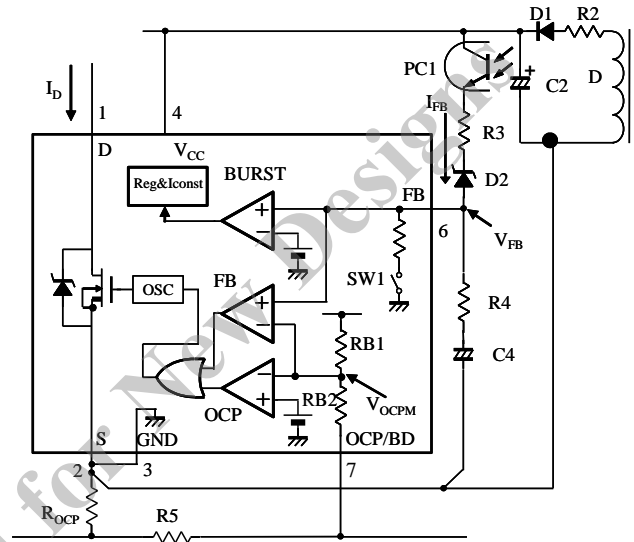 D1
R2
PC1
+
C2
D
I_D
1
4
I_FB
R3
D
V_CC
BURST
FB
D2
Reg&Iconst
+
−
6
V_FB
SW1
FB
OSC
+
−
R4
RB1
C4
−
+
RB2
V_OCPM
OCP
S
GND
OCP/BD
2
3
7
R_OCP
R5
for New Designs